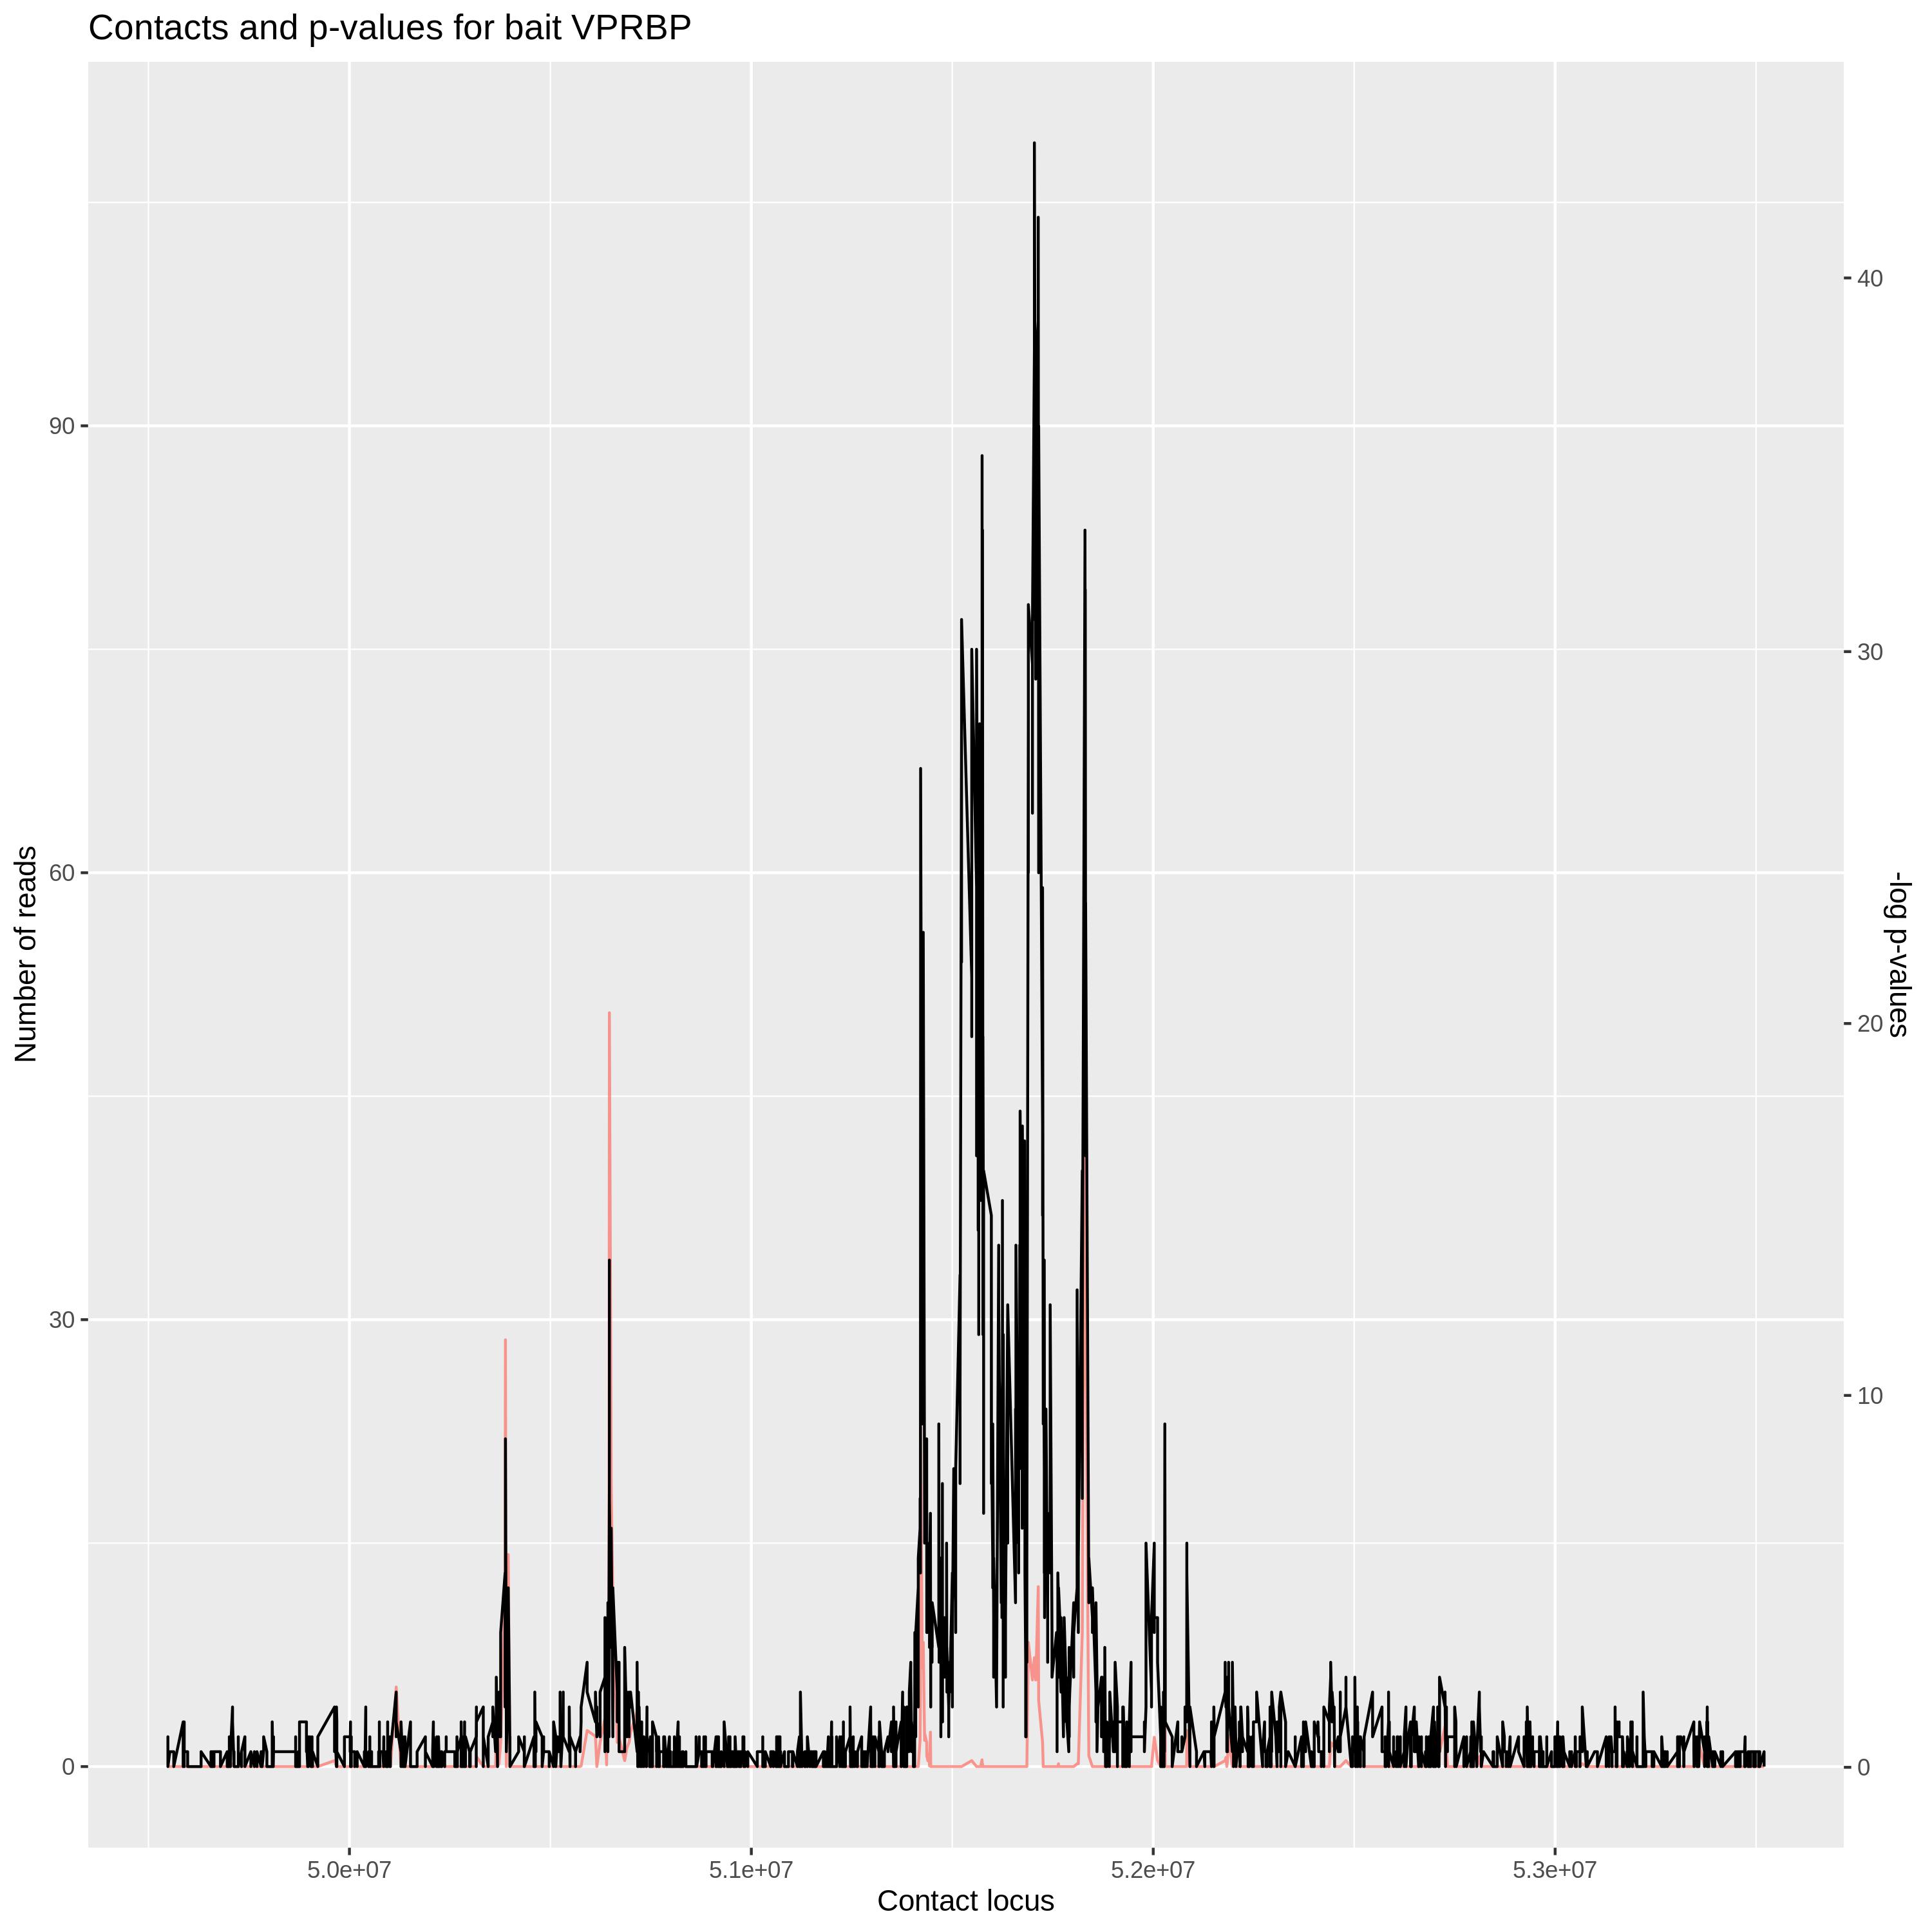 Contacts and p-values for bait VPRBP
90
60
30
0
Number of reads
40
30
20
10
0
-log p-values
5.0e+07
5.1e+07
5.2e+07
5.3e+07
Contact locus